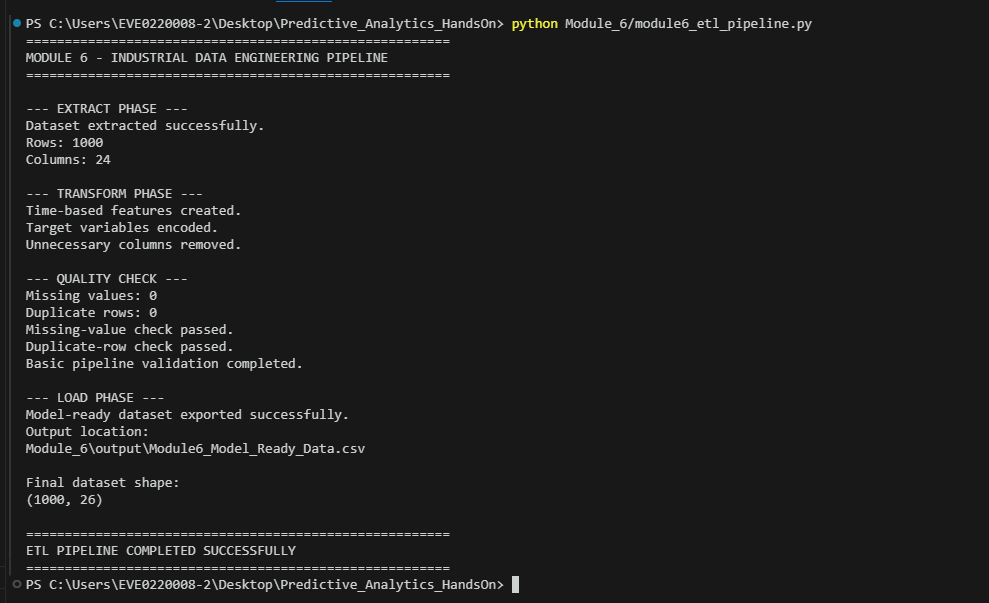 PS C:\Users\EVE0220008-2\Desktop\Predictive_Analytics_HandsOn> python Module_6/module6_etl_pipeline.py
=======================================================
MODULE 6 - INDUSTRIAL DATA ENGINEERING PIPELINE
=======================================================
--- EXTRACT PHASE ---
Dataset extracted successfully.
Rows: 1000
Columns: 24
--- TRANSFORM PHASE ---
Time-based features created.
Target variables encoded.
Unnecessary columns removed.
--- QUALITY CHECK ---
Missing values: 0
Duplicate rows: 0
Missing-value check passed.
Duplicate-row check passed.
Basic pipeline validation completed.
--- LOAD PHASE ---
Model-ready dataset exported successfully.
Output location:
Module_6\output\Module6_Model_Ready_Data.csv
Final dataset shape:
(1000, 26)
=======================================================
ETL PIPELINE COMPLETED SUCCESSFULLY
=======================================================
PS C:\Users\EVE0220008-2\Desktop\Predictive_Analytics_HandsOn>